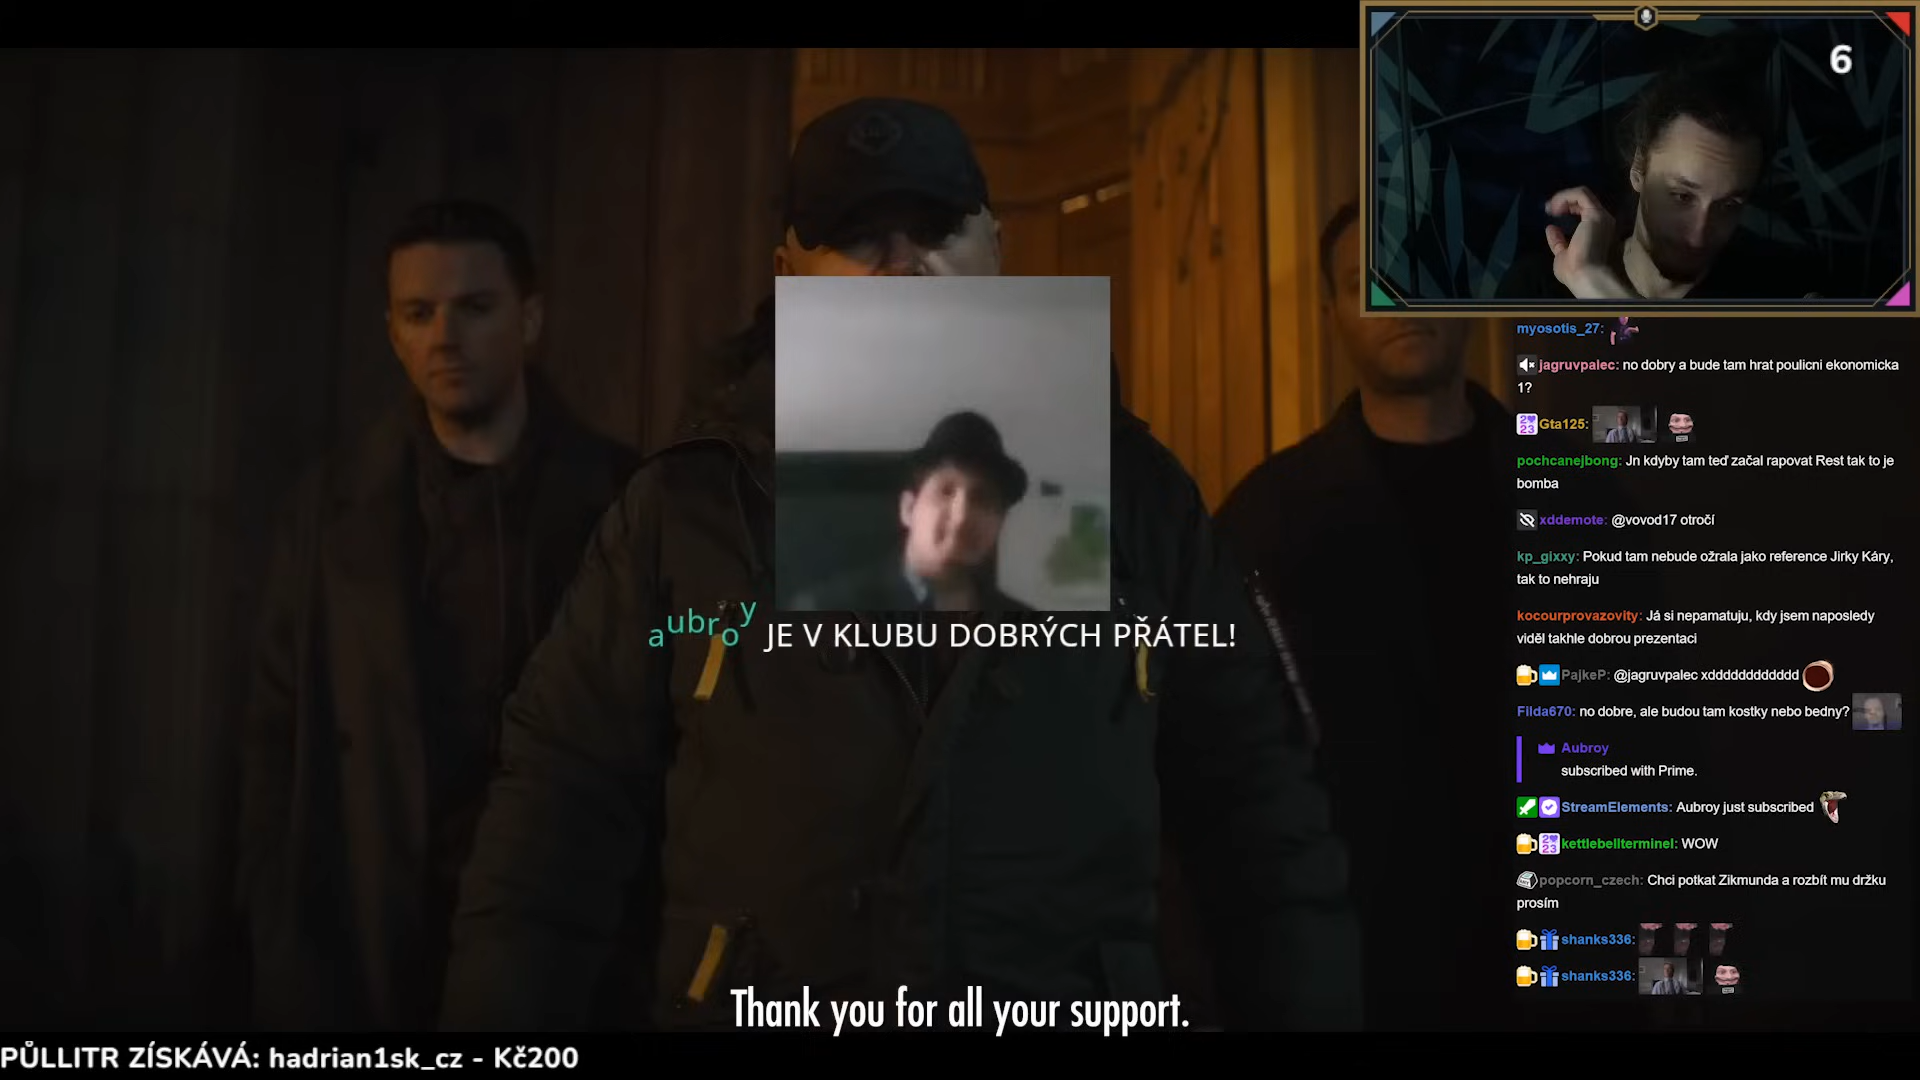 6
myosotis_27:
jagruvpalec: no dobry a bude tam hrat poulicni ekonomicka
1?
Gta125:
pochcanejbong: Jn kdyby tam teď začal rapovat Rest tak to je
bomba
xddemote: @vovod17 otročí
kp_gixxy: Pokud tam nebude ožrala jako reference Jirky Káry,
tak to nehraju
kocourprovazovity: Já si nepamatuju, kdy jsem naposledy
viděl takhle dobrou prezentaci
PajkeP: @jagruvpalec xdddddddddddd
Filda670: no dobre, ale budou tam kostky nebo bedny?
Aubroy
subscribed with Prime.
StreamElements: Aubroy just subscribed
kettlebellterminel: WOW
popcorn_czech: Chci potkat Zikmunda a rozbít mu držku
prosím
shanks336:
shanks336:
aubroy JE V KLUBU DOBRÝCH PŘÁTEL!
Thank you for all your support.
PŮLLITR ZÍSKÁVÁ: hadrian1sk_cz - Kč200